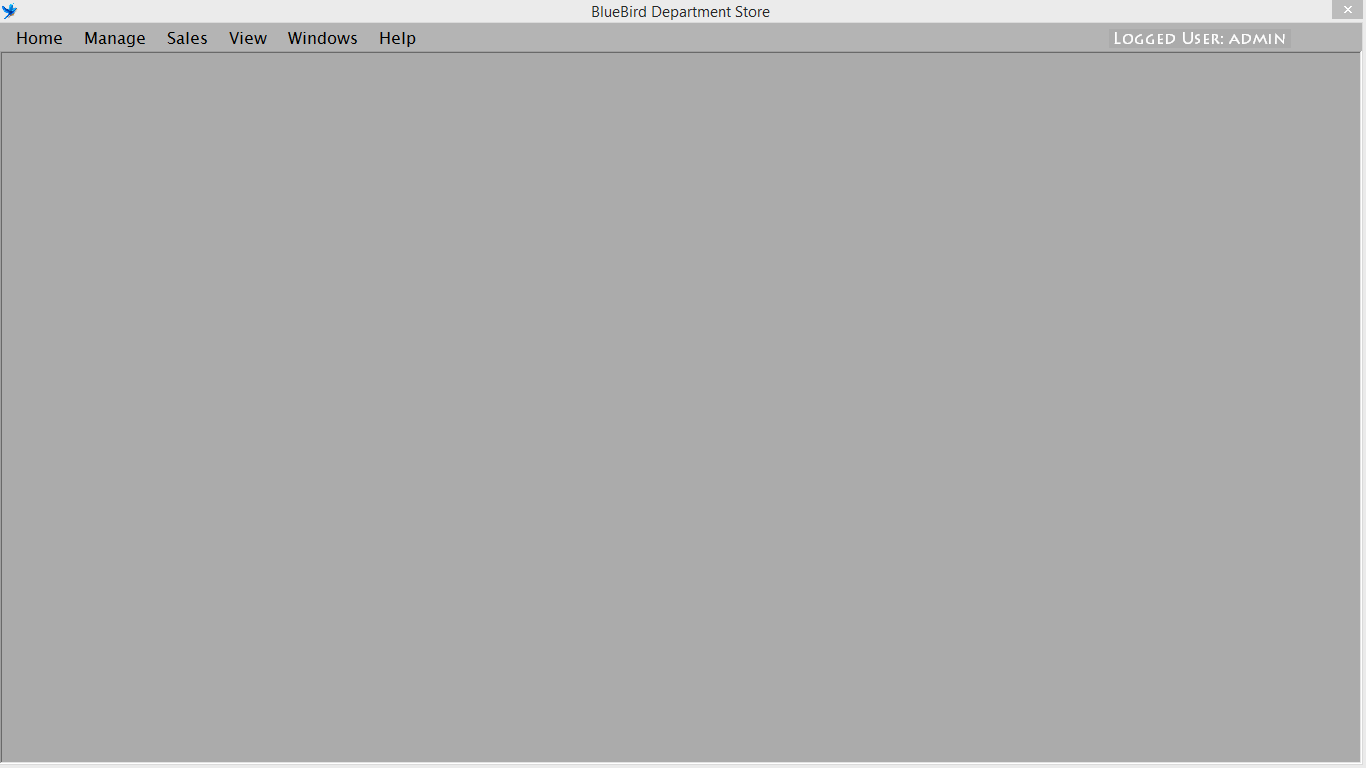 BlueBird Department Store
Home Manage Sales View Windows Help Logged User: admin